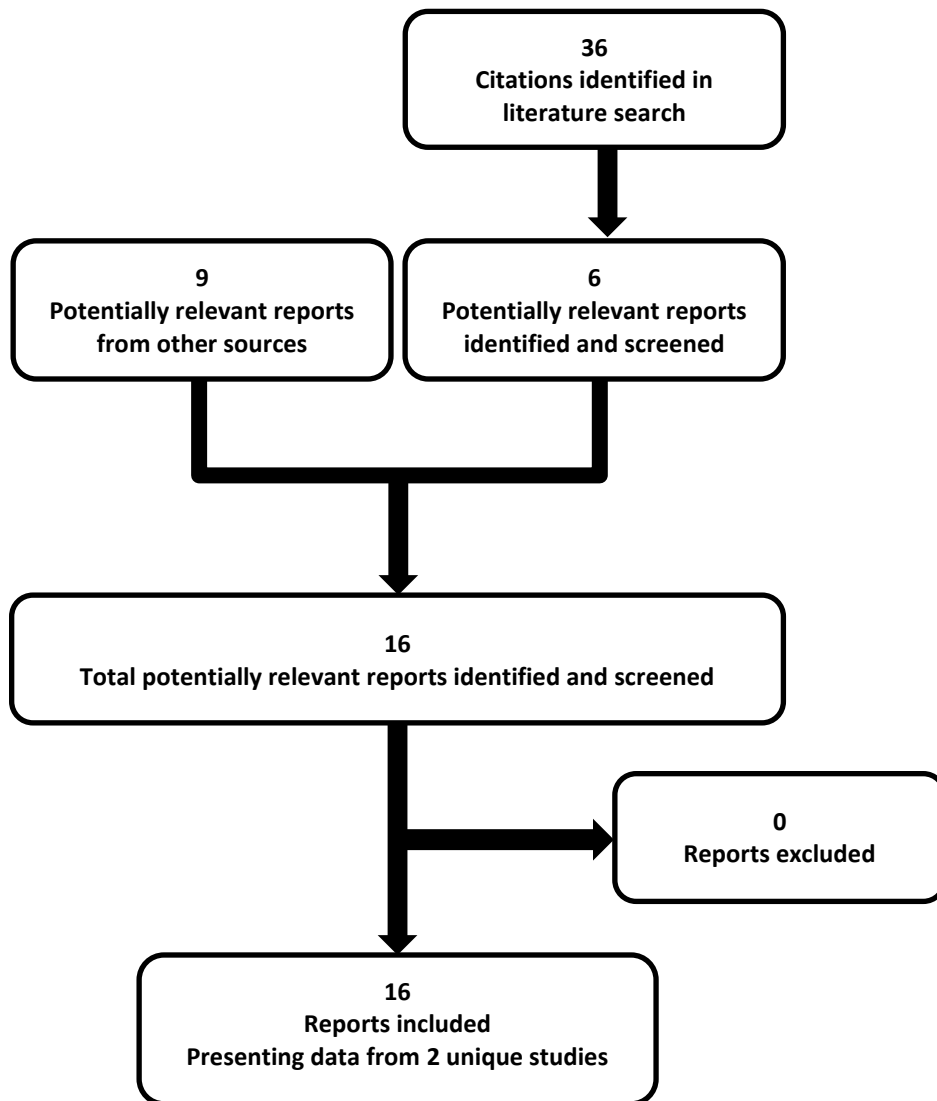 36
Citations identified in
literature search
9
Potentially relevant reports
from other sources
6
Potentially relevant reports
identified and screened
16
Total potentially relevant reports identified and screened
0
Reports excluded
16
Reports included
Presenting data from 2 unique studies